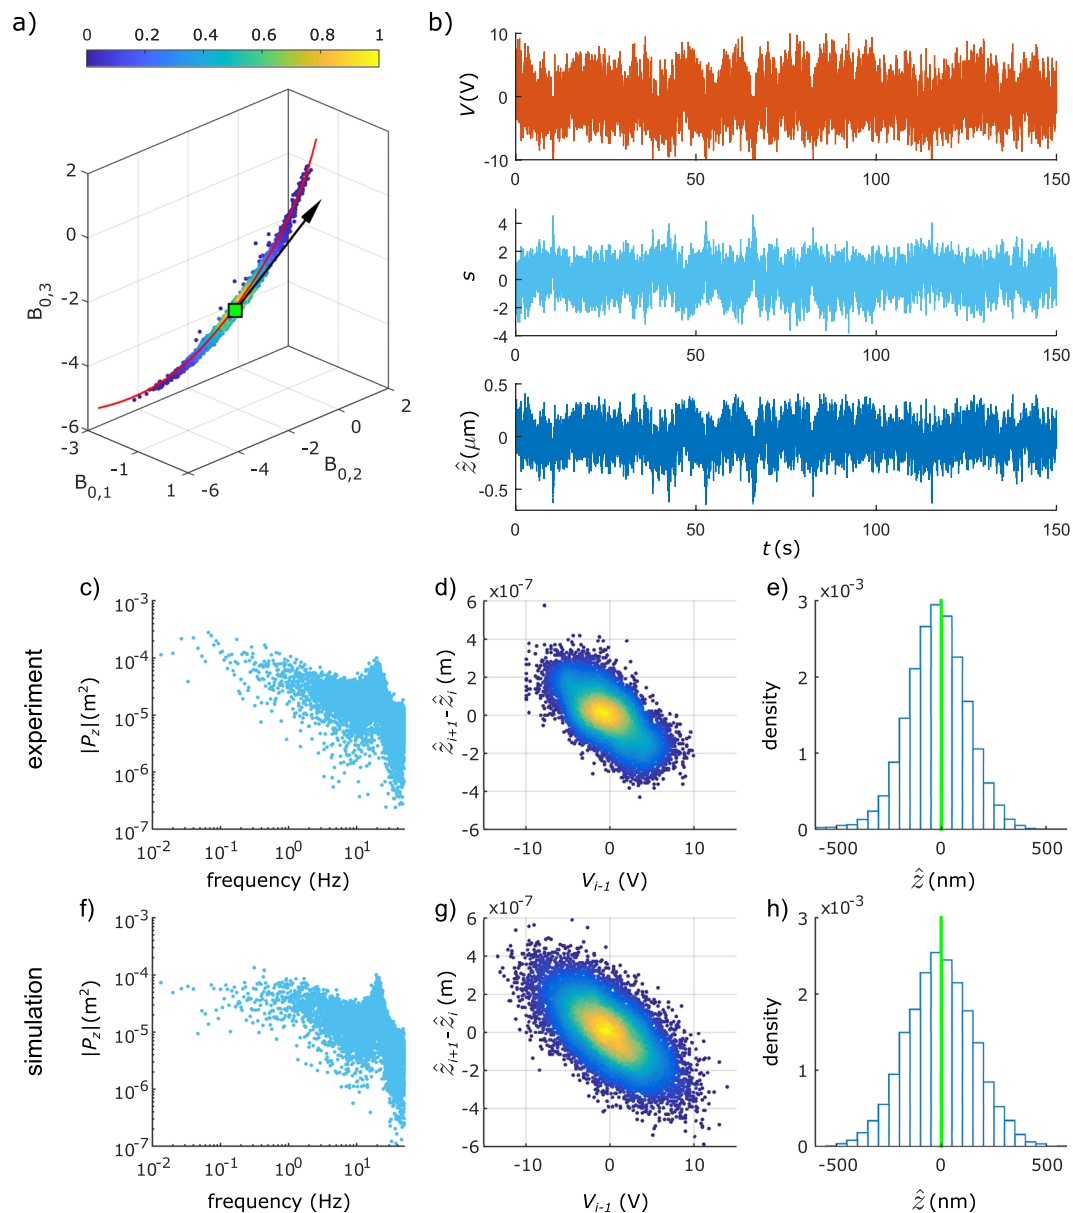 a)
0 0.2 0.4 0.6 0.8 1
2
0
-2
-4
-6
B0,3
-3 -1 1
B0,1
-6 -4 -2 0 2
B0,2
b)
10
0
-10
V (V)
0 50 100 150
4
2
0
-2
-4
s
0 50 100 150
0.5
0
-0.5
ẑ (μm)
0 50 100 150
t (s)
experiment
c)
10-3
10-4
10-5
10-6
10-7
|Pz| (m2)
10-2 10-1 100 101
frequency (Hz)
d)
x10-7
6
4
2
0
-2
-4
-6
ẑi+1-ẑi (m)
-10 0 10
Vi-1 (V)
e)
x10-3
3
2
1
0
density
-500 0 500
ẑ (nm)
simulation
f)
10-3
10-4
10-5
10-6
10-7
|Pz| (m2)
10-2 10-1 100 101
frequency (Hz)
g)
x10-7
6
4
2
0
-2
-4
-6
ẑi+1-ẑi (m)
-10 0 10
Vi-1 (V)
h)
x10-3
3
2
1
0
density
-500 0 500
ẑ (nm)